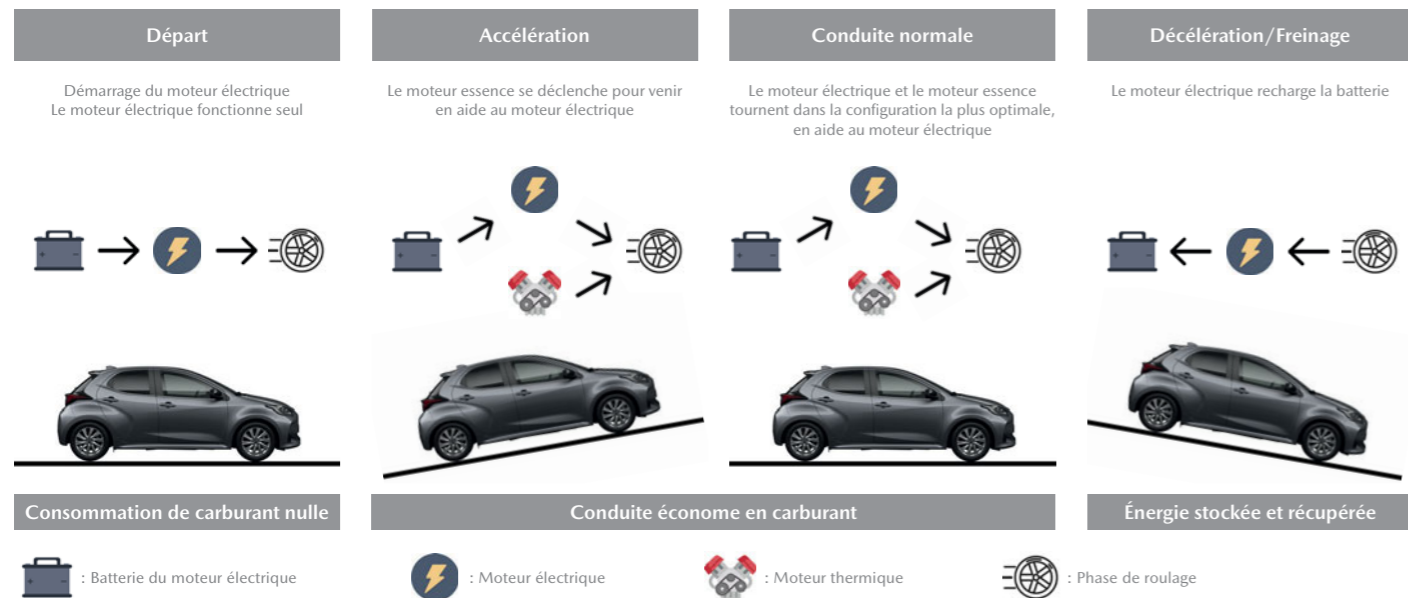 Départ
Démarrage du moteur électrique
Le moteur électrique fonctionne seul
Accélération
Le moteur essence se déclenche pour venir
en aide au moteur électrique
Conduite normale
Le moteur électrique et le moteur essence
tournent dans la configuration la plus optimale,
en aide au moteur électrique
Décélération/Freinage
Le moteur électrique recharge la batterie
Consommation de carburant nulle
Conduite économe en carburant
Énergie stockée et récupérée
: Batterie du moteur électrique
: Moteur électrique
: Moteur thermique
: Phase de roulage